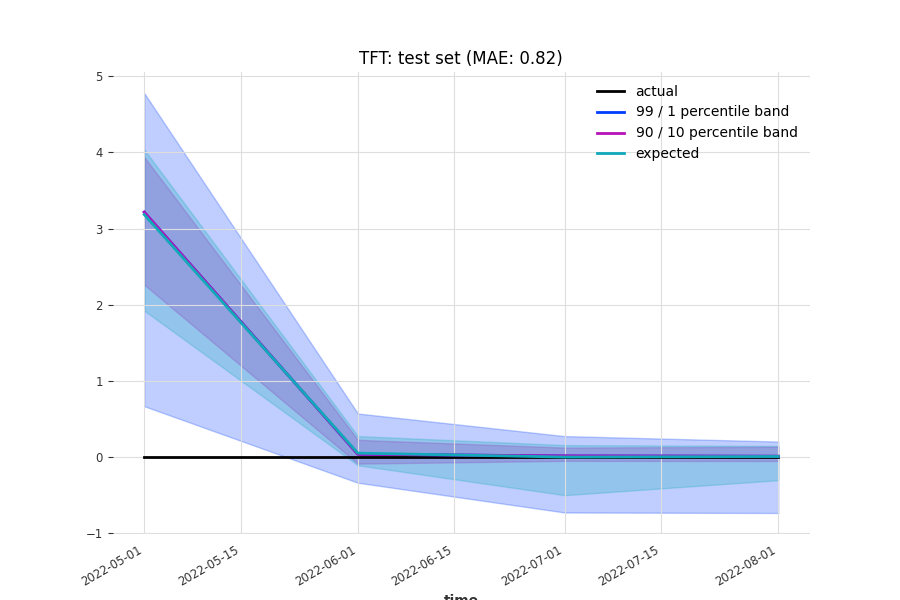 TFT: test set (MAE: 0.82)
5
4
3
2
1
0
−1
actual
99 / 1 percentile band
90 / 10 percentile band
expected
2022-05-01
2022-05-15
2022-06-01
2022-06-15
2022-07-01
2022-07-15
2022-08-01
time